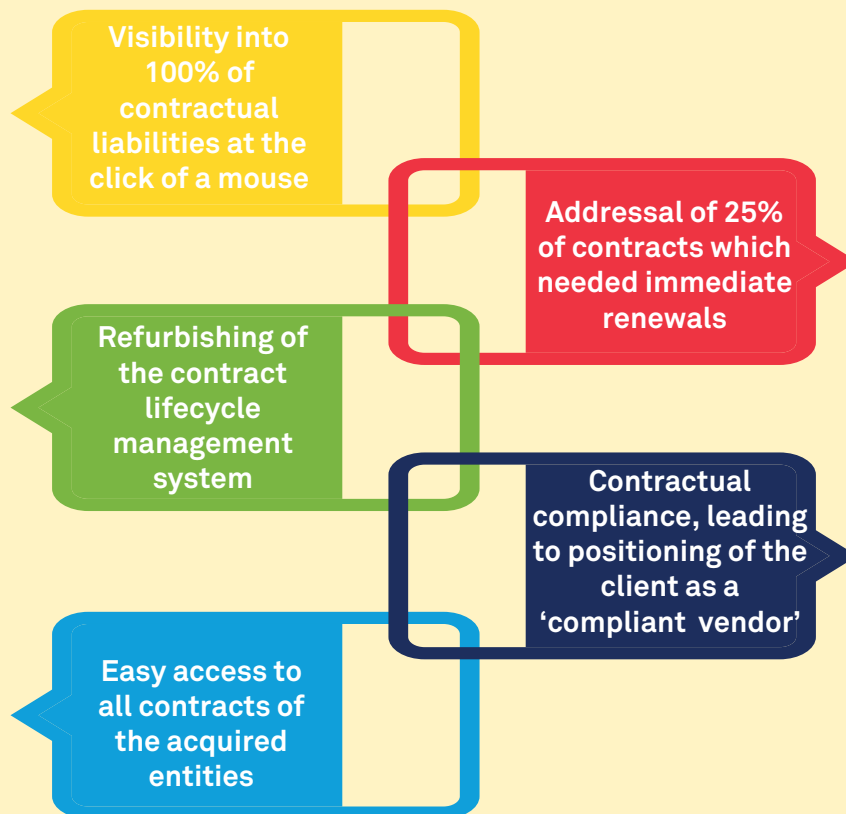 Visibility into
100% of
contractual
liabilities at the
click of a mouse
Addressal of 25%
of contracts which
needed immediate
renewals
Refurbishing of
the contract
lifecycle
management
system
Contractual
compliance, leading
to positioning of the
client as a
‘compliant vendor’
Easy access to
all contracts of
the acquired
entities